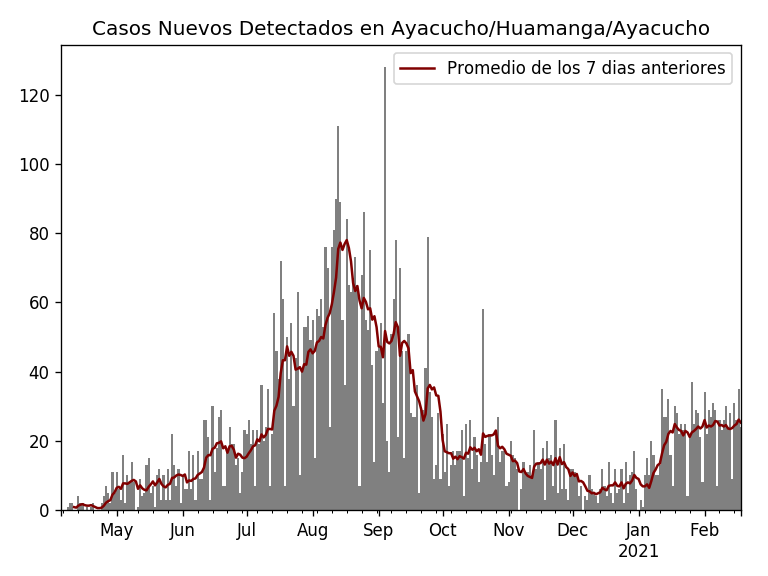 Casos Nuevos Detectados en Ayacucho/Huamanga/Ayacucho
Promedio de los 7 dias anteriores
120
100
80
60
40
20
0
May Jun Jul Aug Sep Oct Nov Dec Jan Feb
2021